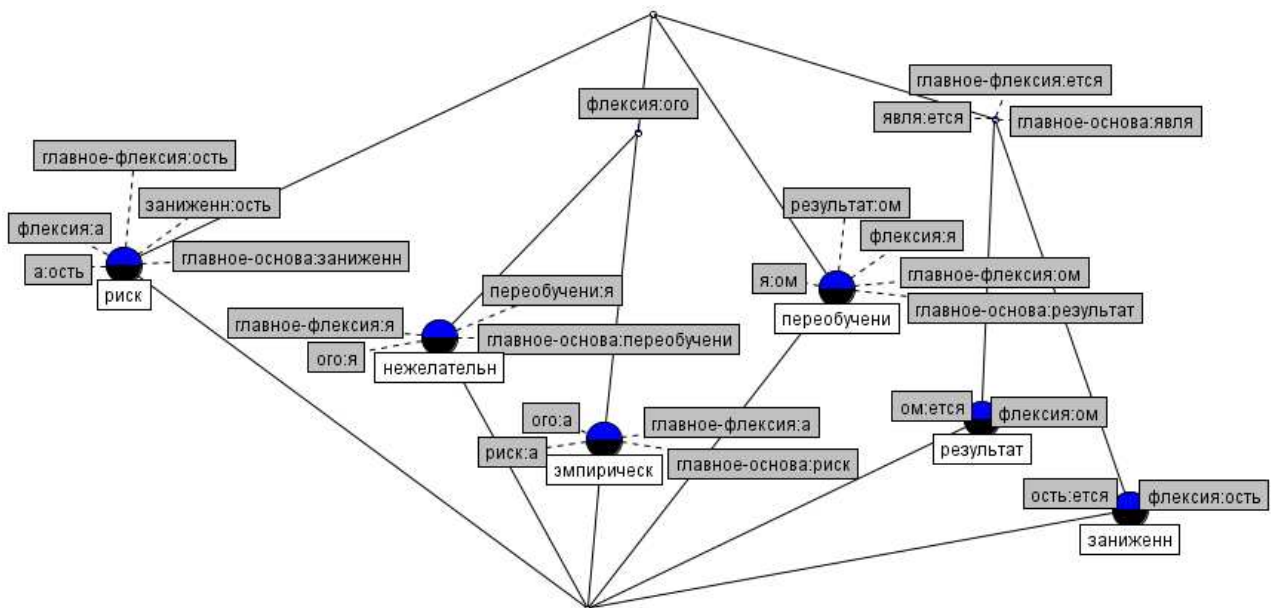 главное-флексия:ется
флексия:ого
явля:ется
главное-основа:явля
главное-флексия:ость
заниженн:ость
результат:ом
флексия:а
флексия:я
главное-основа:заниженн
а:ость
я:ом
главное-флексия:ом
риск
переобучени:я
главное-основа:результат
переобучени
главное-флексия:я
главное-основа:переобучени
ого:я
нежелательн
ом:ется
флексия:ом
ого:а
главное-флексия:а
риск:а
результат
главное-основа:риск
эмпирическ
ость:ется
флексия:ость
заниженн